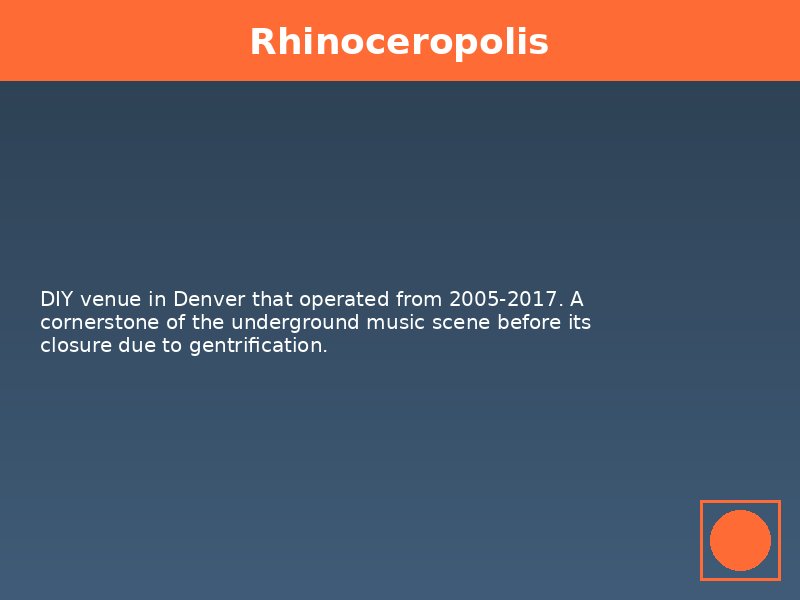 Rhinoceropolis
DIY venue in Denver that operated from 2005-2017. A
cornerstone of the underground music scene before its
closure due to gentrification.